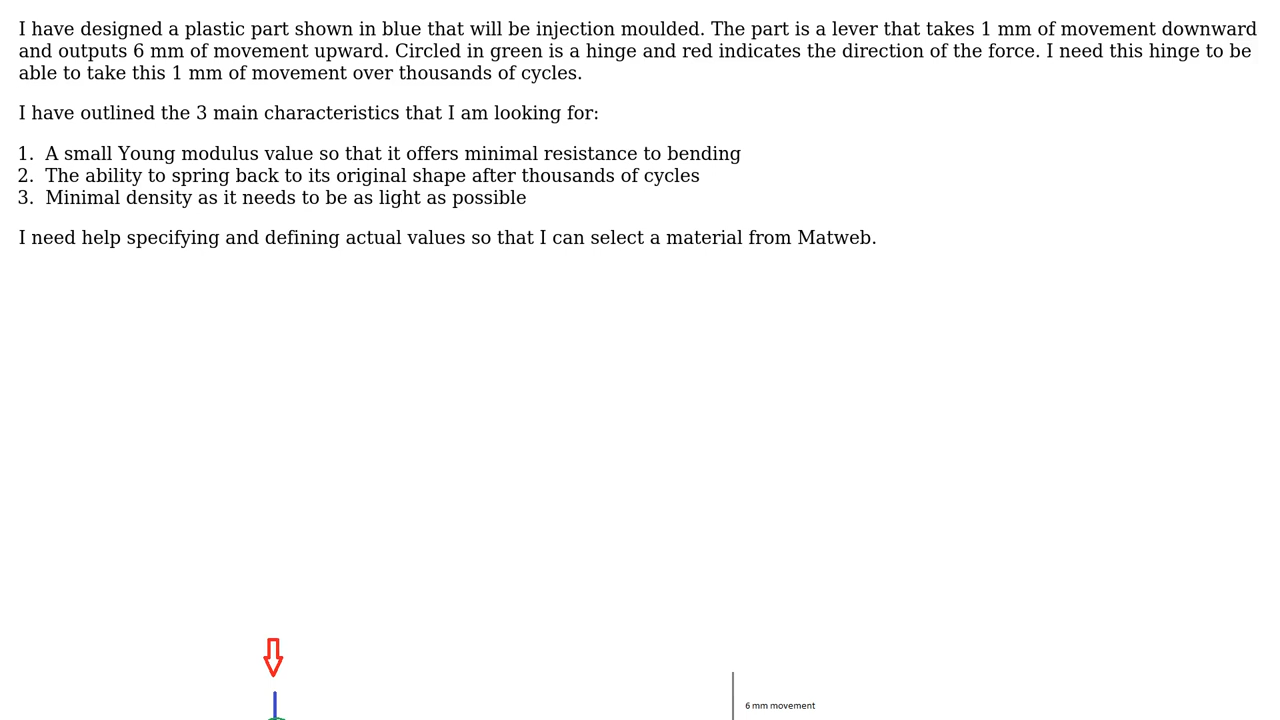 I have designed a plastic part shown in blue that will be injection moulded. The part is a lever that takes 1 mm of movement downward
and outputs 6 mm of movement upward. Circled in green is a hinge and red indicates the direction of the force. I need this hinge to be
able to take this 1 mm of movement over thousands of cycles.
I have outlined the 3 main characteristics that I am looking for:
1. A small Young modulus value so that it offers minimal resistance to bending
2. The ability to spring back to its original shape after thousands of cycles
3. Minimal density as it needs to be as light as possible
I need help specifying and defining actual values so that I can select a material from Matweb.
6 mm movement